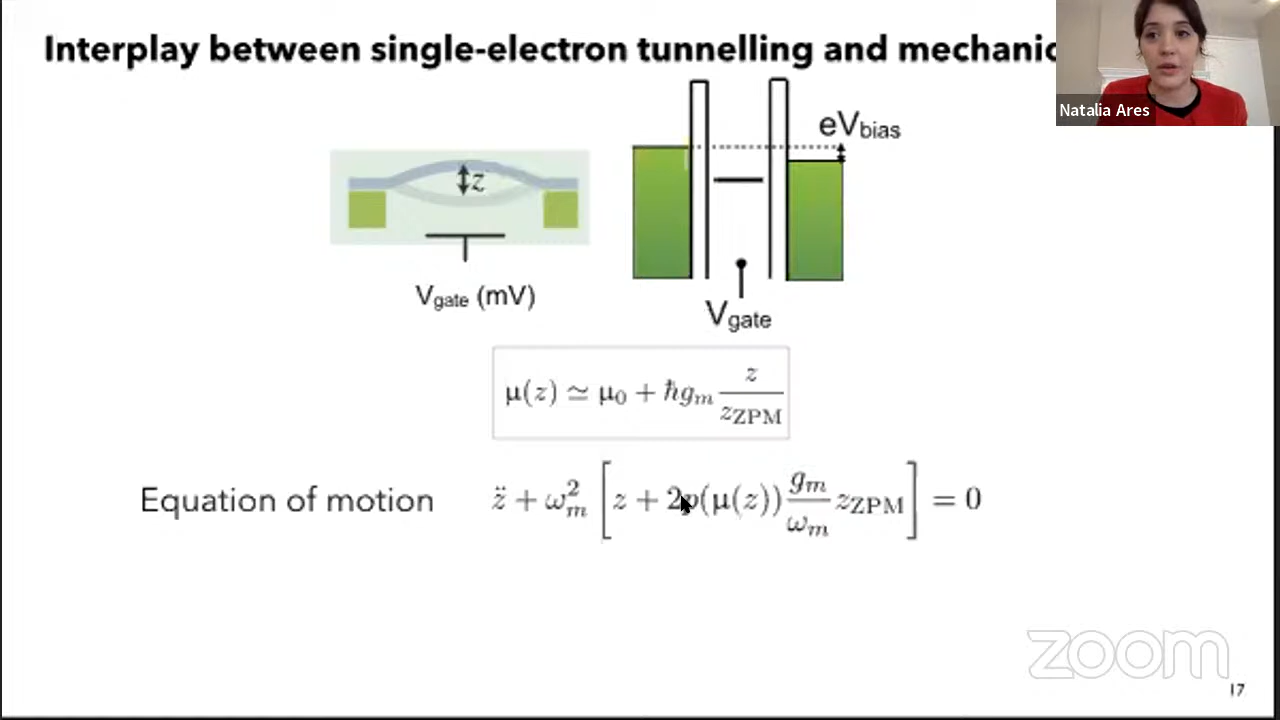 Interplay between single-electron tunnelling and mechanic
Natalia Ares
eV_bias
z
V_gate (mV)
V_gate
μ(z) ≃ μ₀ + ħg_m z/z_ZPM
Equation of motion z̈ + ω_m² [z + 2p(μ(z)) g_m/ω_m z_ZPM] = 0
zoom
17